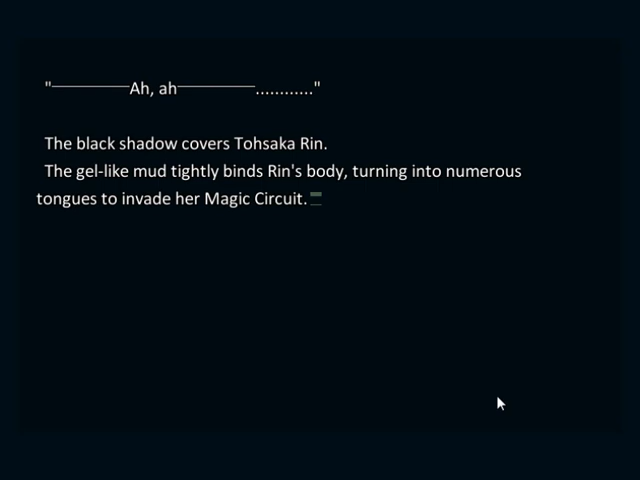 "————Ah, ah————............"
The black shadow covers Tohsaka Rin.
The gel-like mud tightly binds Rin's body, turning into numerous
tongues to invade her Magic Circuit.